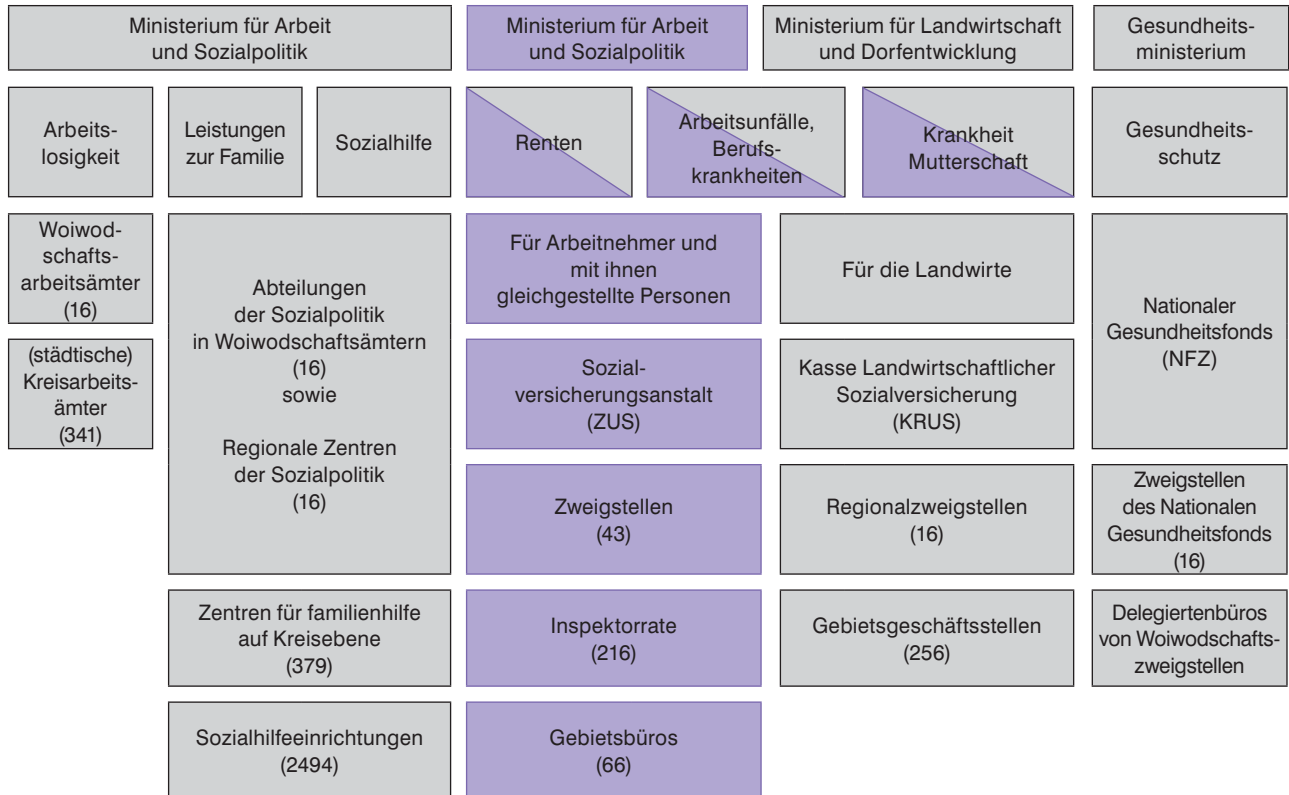 Ministerium für Arbeit
und Sozialpolitik
Ministerium für Arbeit
und Sozialpolitik
Ministerium für Landwirtschaft
und Dorfentwicklung
Gesundheits-
ministerium
Arbeits-
losigkeit
Leistungen
zur Familie
Sozialhilfe
Renten
Arbeitsunfälle,
Berufs-
krankheiten
Krankheit
Mutterschaft
Gesundheits-
schutz
Woiwod-
schafts-
arbeitsämter
(16)
(städtische)
Kreisarbeits-
ämter
(341)
Abteilungen
der Sozialpolitik
in Woiwodschaftsämtern
(16)
sowie
Regionale Zentren
der Sozialpolitik
(16)
Zentren für familienhilfe
auf Kreisebene
(379)
Sozialhilfeeinrichtungen
(2494)
Für Arbeitnehmer und
mit ihnen
gleichgestellte Personen
Sozial-
versicherungsanstalt
(ZUS)
Zweigstellen
(43)
Inspektorrate
(216)
Gebietsbüros
(66)
Für die Landwirte
Kasse Landwirtschaftlicher
Sozialversicherung
(KRUS)
Regionalzweigstellen
(16)
Gebietsgeschäftsstellen
(256)
Nationaler
Gesundheitsfonds
(NFZ)
Zweigstellen
des Nationalen
Gesundheitsfonds
(16)
Delegiertenbüros
von Woiwodschafts-
zweigstellen